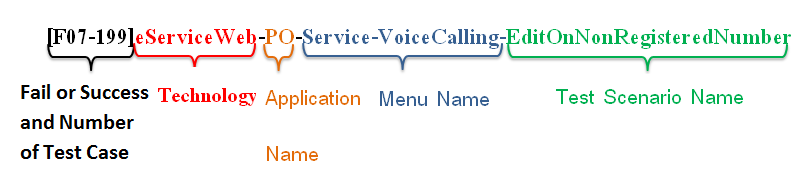 [F07-199]eServiceWeb-PO-Service-VoiceCalling-EditOnNonRegisteredNumber
Fail or Success
and Number
of Test Case
Technology
Application
Name
Menu Name
Test Scenario Name